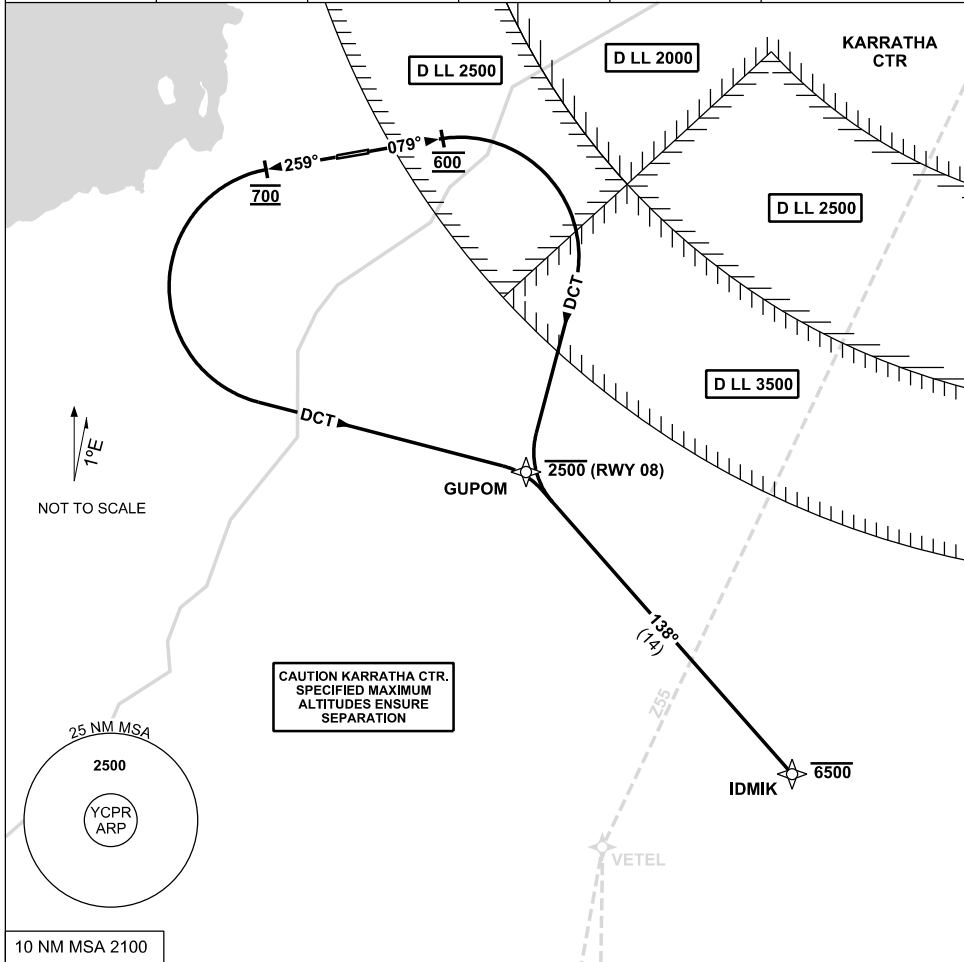 D LL 2500
D LL 2000
KARRATHA
CTR
259°
079°
600
700
D LL 2500
DCT
D LL 3500
DCT
1°E
NOT TO SCALE
2500 (RWY 08)
GUPOM
138°
(14)
CAUTION KARRATHA CTR.
SPECIFIED MAXIMUM
ALTITUDES ENSURE
SEPARATION
Z55
25 NM MSA
2500
YCPR
ARP
6500
IDMIK
VETEL
10 NM MSA 2100